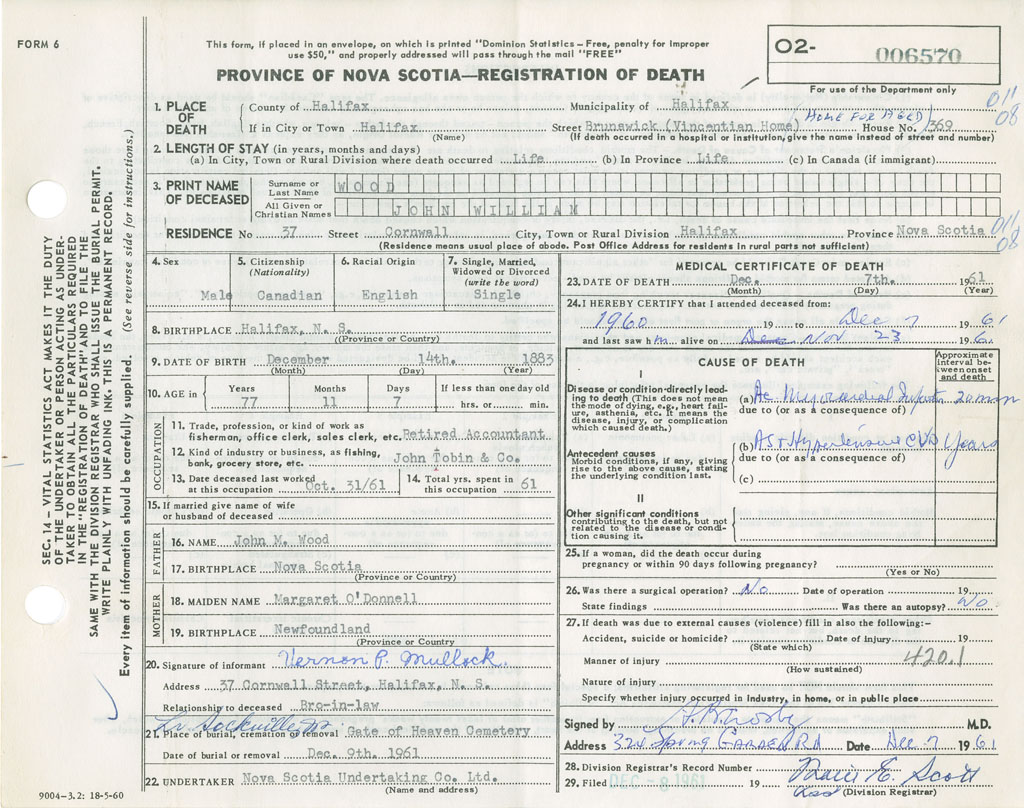 FORM 6
This form, if placed in an envelope, on which is printed "Dominion Statistics – Free, penalty for improper
use $50," and properly addressed will pass through the mail "FREE"
PROVINCE OF NOVA SCOTIA—REGISTRATION OF DEATH
02- 006570
For use of the Department only
SEC. 14 – VITAL STATISTICS ACT MAKES IT THE DUTY
OF THE UNDERTAKER OR PERSON ACTING AS UNDER-
TAKER TO OBTAIN ALL THE PARTICULARS REQUIRED
IN THE "REGISTRATION OF DEATH" AND TO FILE THE
SAME WITH THE DIVISION REGISTRAR WHO SHALL ISSUE THE BURIAL PERMIT.
WRITE PLAINLY WITH UNFADING INK. THIS IS A PERMANENT RECORD.
Every item of information should be carefully supplied. (See reverse side for instructions.)
1. PLACE OF DEATH
County of Halifax Municipality of Halifax 011 08
If in City or Town Halifax (Name) Street Brunswick (Vincentian Home) (HOME FOR AGED) House No. 369
(If death occurred in a hospital or institution, give the name instead of street and number)
2. LENGTH OF STAY (in years, months and days)
(a) In City, Town or Rural Division where death occurred Life (b) In Province Life (c) In Canada (if immigrant)
3. PRINT NAME OF DECEASED
Surname or Last Name WOOD
All Given or Christian Names JOHN WILLIAM
RESIDENCE No 37 Street Cornwall City, Town or Rural Division Halifax Province Nova Scotia 011 08
(Residence means usual place of abode. Post Office Address for residents in rural parts not sufficient)
4. Sex Male
5. Citizenship (Nationality) Canadian
6. Racial Origin English
7. Single, Married, Widowed or Divorced (write the word) Single
8. BIRTHPLACE Halifax, N. S.
(Province or Country)
9. DATE OF BIRTH December 14th. 1883
(Month) (Day) (Year)
10. AGE in Years 77 Months 11 Days 7 If less than one day old hrs. or min.
OCCUPATION
11. Trade, profession, or kind of work as
fisherman, office clerk, sales clerk, etc. Retired Accountant
12. Kind of industry or business, as fishing,
bank, grocery store, etc. John Tobin & Co.
13. Date deceased last worked at this occupation Oct. 31/61
14. Total yrs. spent in this occupation 61
15. If married give name of wife
or husband of deceased
FATHER
16. NAME John M. Wood
17. BIRTHPLACE Nova Scotia
(Province or Country)
MOTHER
18. MAIDEN NAME Margaret O'Donnell
19. BIRTHPLACE Newfoundland
(Province or Country)
20. Signature of informant Vernon P. Mullock
Address 37 Cornwall Street, Halifax, N. S.
Relationship to deceased Bro-in-law
Sackville
21. Place of burial, cremation or removal Gate of Heaven Cemetery
Date of burial or removal Dec. 9th. 1961
22. UNDERTAKER Nova Scotia Undertaking Co. Ltd.
(Name and address)
9004-3.2: 18-5-60
MEDICAL CERTIFICATE OF DEATH
23. DATE OF DEATH Dec. 7th. 1961
(Month) (Day) (Year)
24. I HEREBY CERTIFY that I attended deceased from:
1960 19 to Dec 7 1961
and last saw him alive on NOV 23 196
CAUSE OF DEATH
Approximate interval between onset and death
I
Disease or condition-directly leading to death (This does not mean the mode of dying, e.g., heart failure, asthenia, etc. It means the disease, injury, or complication which caused death.)
(a) Ac Myocardial Infarction 20 min
due to (or as a consequence of)
Antecedent causes
Morbid conditions, if any, giving rise to the above cause, stating the underlying condition last.
(b) AS + Hypertensive CVD Years
due to (or as a consequence of)
(c)
II
Other significant conditions
contributing to the death, but not related to the disease or condition causing it.
25. If a woman, did the death occur during
pregnancy or within 90 days following pregnancy?
(Yes or No)
26. Was there a surgical operation? No Date of operation 19
State findings Was there an autopsy? No
27. If death was due to external causes (violence) fill in also the following:-
Accident, suicide or homicide? Date of injury 19
(State which)
Manner of injury 420.1
(How sustained)
Nature of injury
Specify whether injury occurred in industry, in home, or in public place
Signed by M.D.
Address 324 Spring GARDEN RD Date Dec 7 1961
28. Division Registrar's Record Number
29. Filed DEC - 8 1961 Marie E. Scott
(Division Registrar)